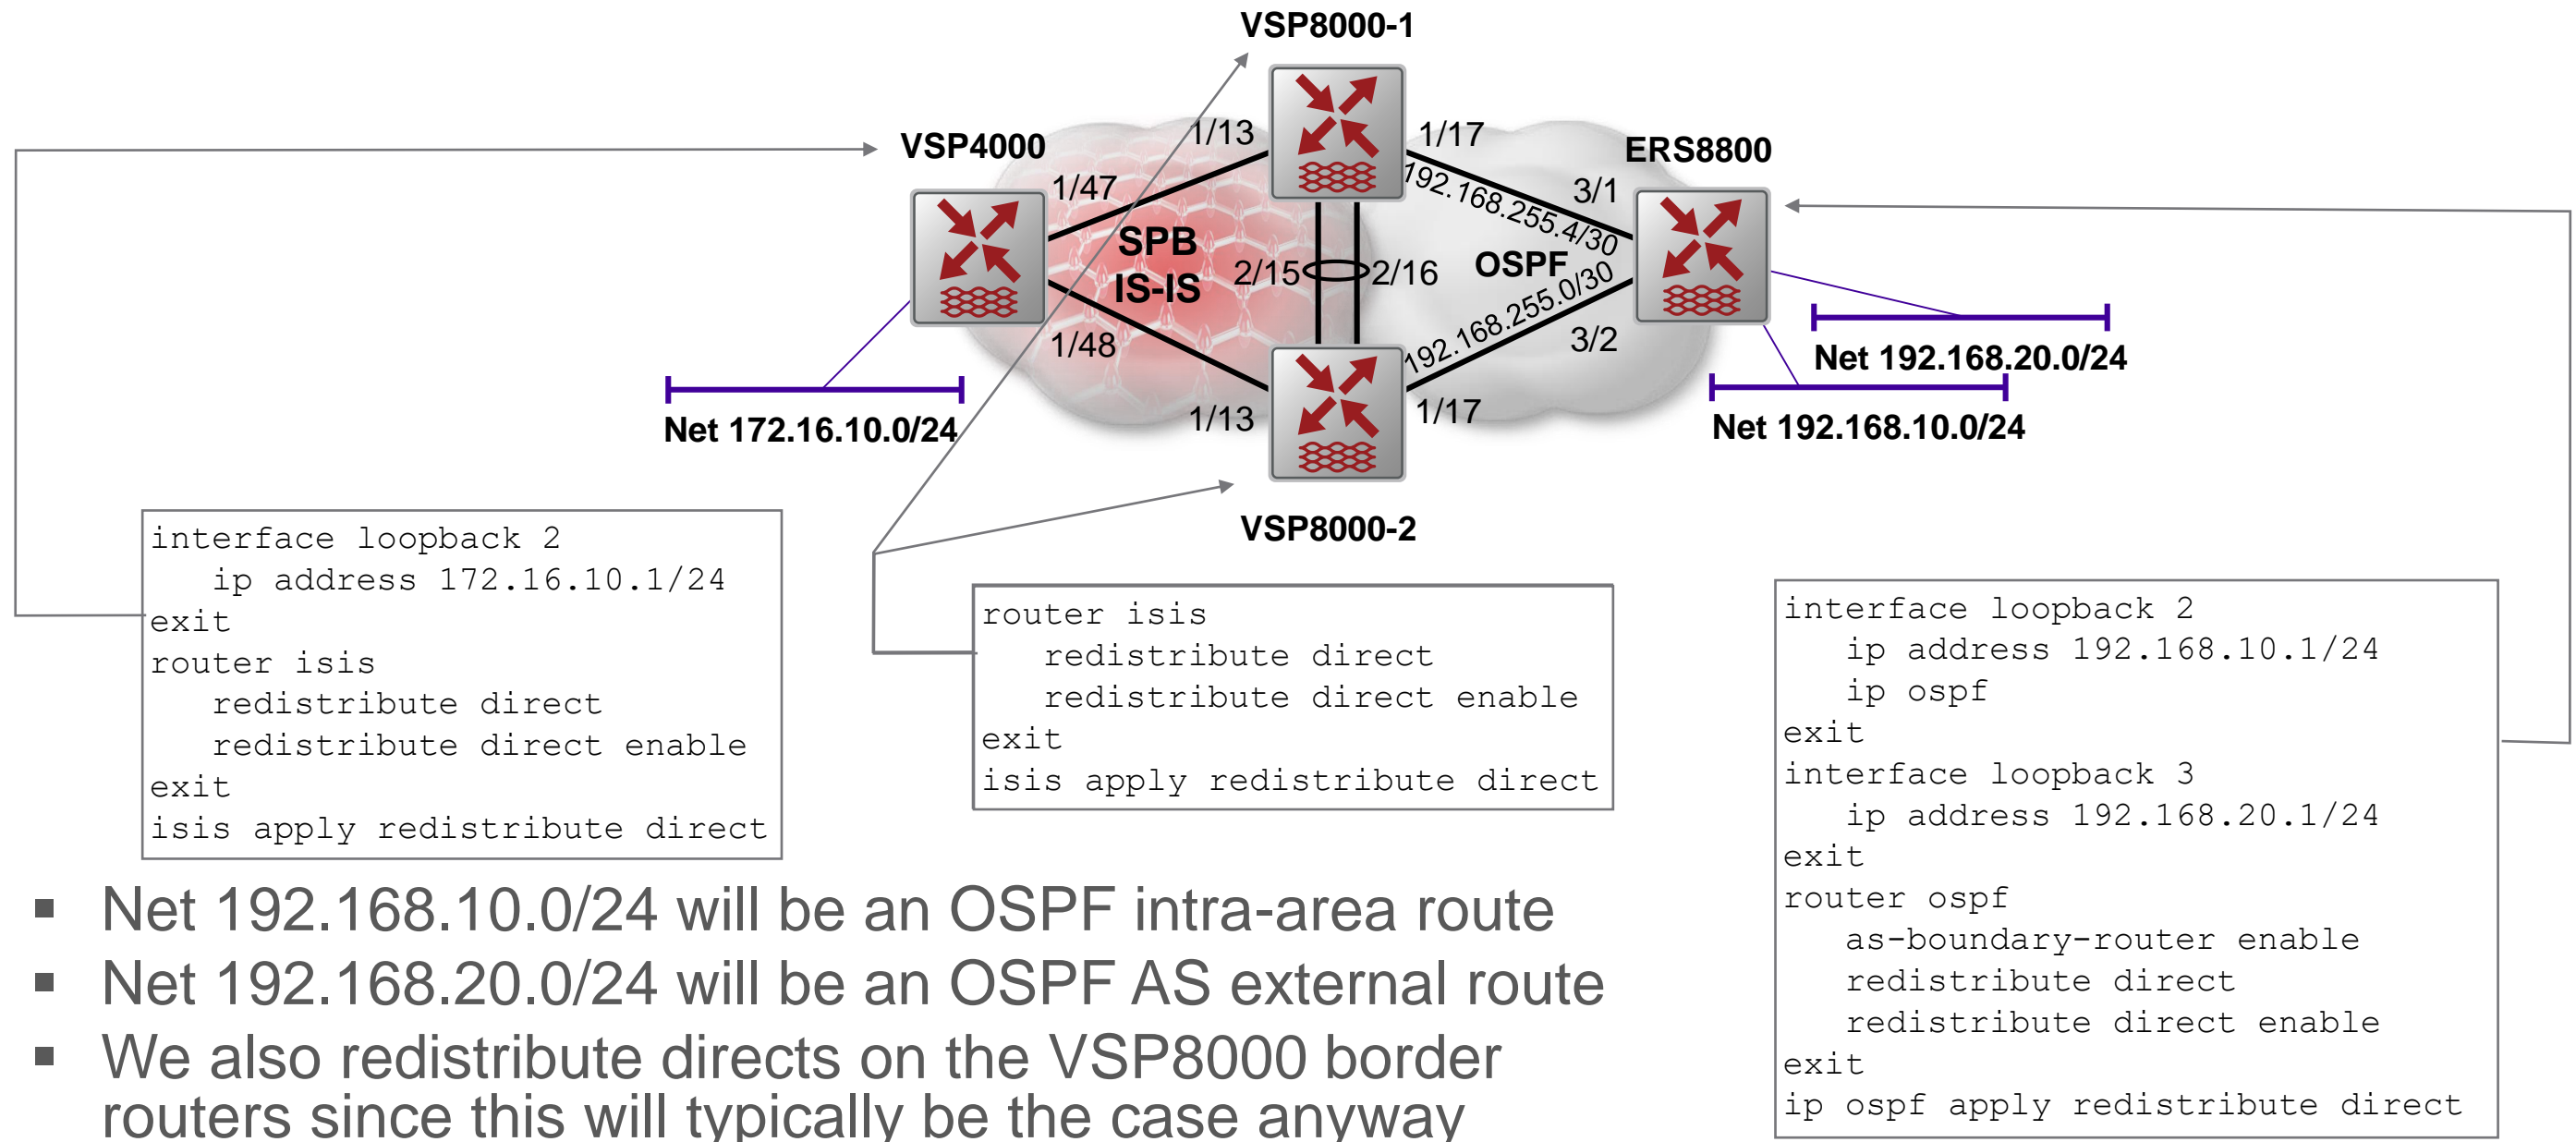 VSP8000-1
VSP4000
1/13
1/17
ERS8800
1/47
192.168.255.4/30
3/1
SPB
IS-IS
2/15
2/16
OSPF
192.168.255.0/30
1/48
3/2
Net 192.168.20.0/24
1/13
1/17
Net 172.16.10.0/24
Net 192.168.10.0/24
VSP8000-2
interface loopback 2
   ip address 172.16.10.1/24
exit
router isis
   redistribute direct
   redistribute direct enable
exit
isis apply redistribute direct
router isis
   redistribute direct
   redistribute direct enable
exit
isis apply redistribute direct
interface loopback 2
   ip address 192.168.10.1/24
   ip ospf
exit
interface loopback 3
   ip address 192.168.20.1/24
exit
router ospf
   as-boundary-router enable
   redistribute direct
   redistribute direct enable
exit
ip ospf apply redistribute direct
▪ Net 192.168.10.0/24 will be an OSPF intra-area route
▪ Net 192.168.20.0/24 will be an OSPF AS external route
▪ We also redistribute directs on the VSP8000 border
routers since this will typically be the case anyway